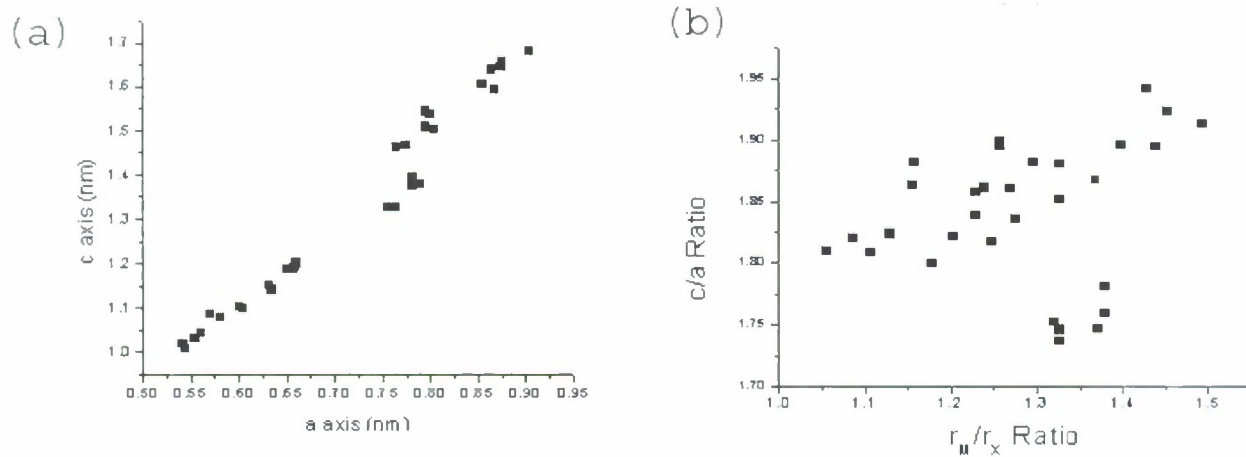 (a)
c axis (nm)
1.7
1.6
1.5
1.4
1.3
1.2
1.1
1.0
0.50 0.55 0.60 0.65 0.70 0.75 0.80 0.85 0.90 0.95
a axis (nm)
(b)
c/a Ratio
1.95
1.90
1.85
1.80
1.75
1.70
1.0 1.1 1.2 1.3 1.4 1.5
r_M/r_x Ratio